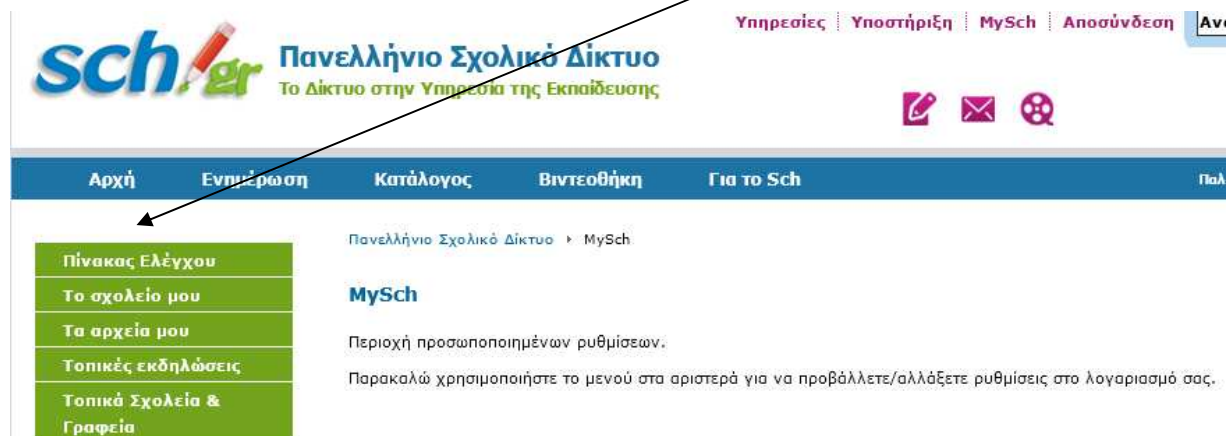 Υπηρεσίες Υποστήριξη MySch Αποσύνδεση
sch.gr
Πανελλήνιο Σχολικό Δίκτυο
Το Δίκτυο στην Υπηρεσία της Εκπαίδευσης
Αρχή Ενημέρωση Κατάλογος Βιντεοθήκη Για το Sch
Πανελλήνιο Σχολικό Δίκτυο MySch
Πίνακας Ελέγχου
Το σχολείο μου
Τα αρχεία μου
Τοπικές εκδηλώσεις
Τοπικά Σχολεία &
Γραφεία
MySch
Περιοχή προσωποποιημένων ρυθμίσεων.
Παρακαλώ χρησιμοποιήστε το μενού στα αριστερά για να προβάλλετε/αλλάξετε ρυθμίσεις στο λογαριασμό σας.